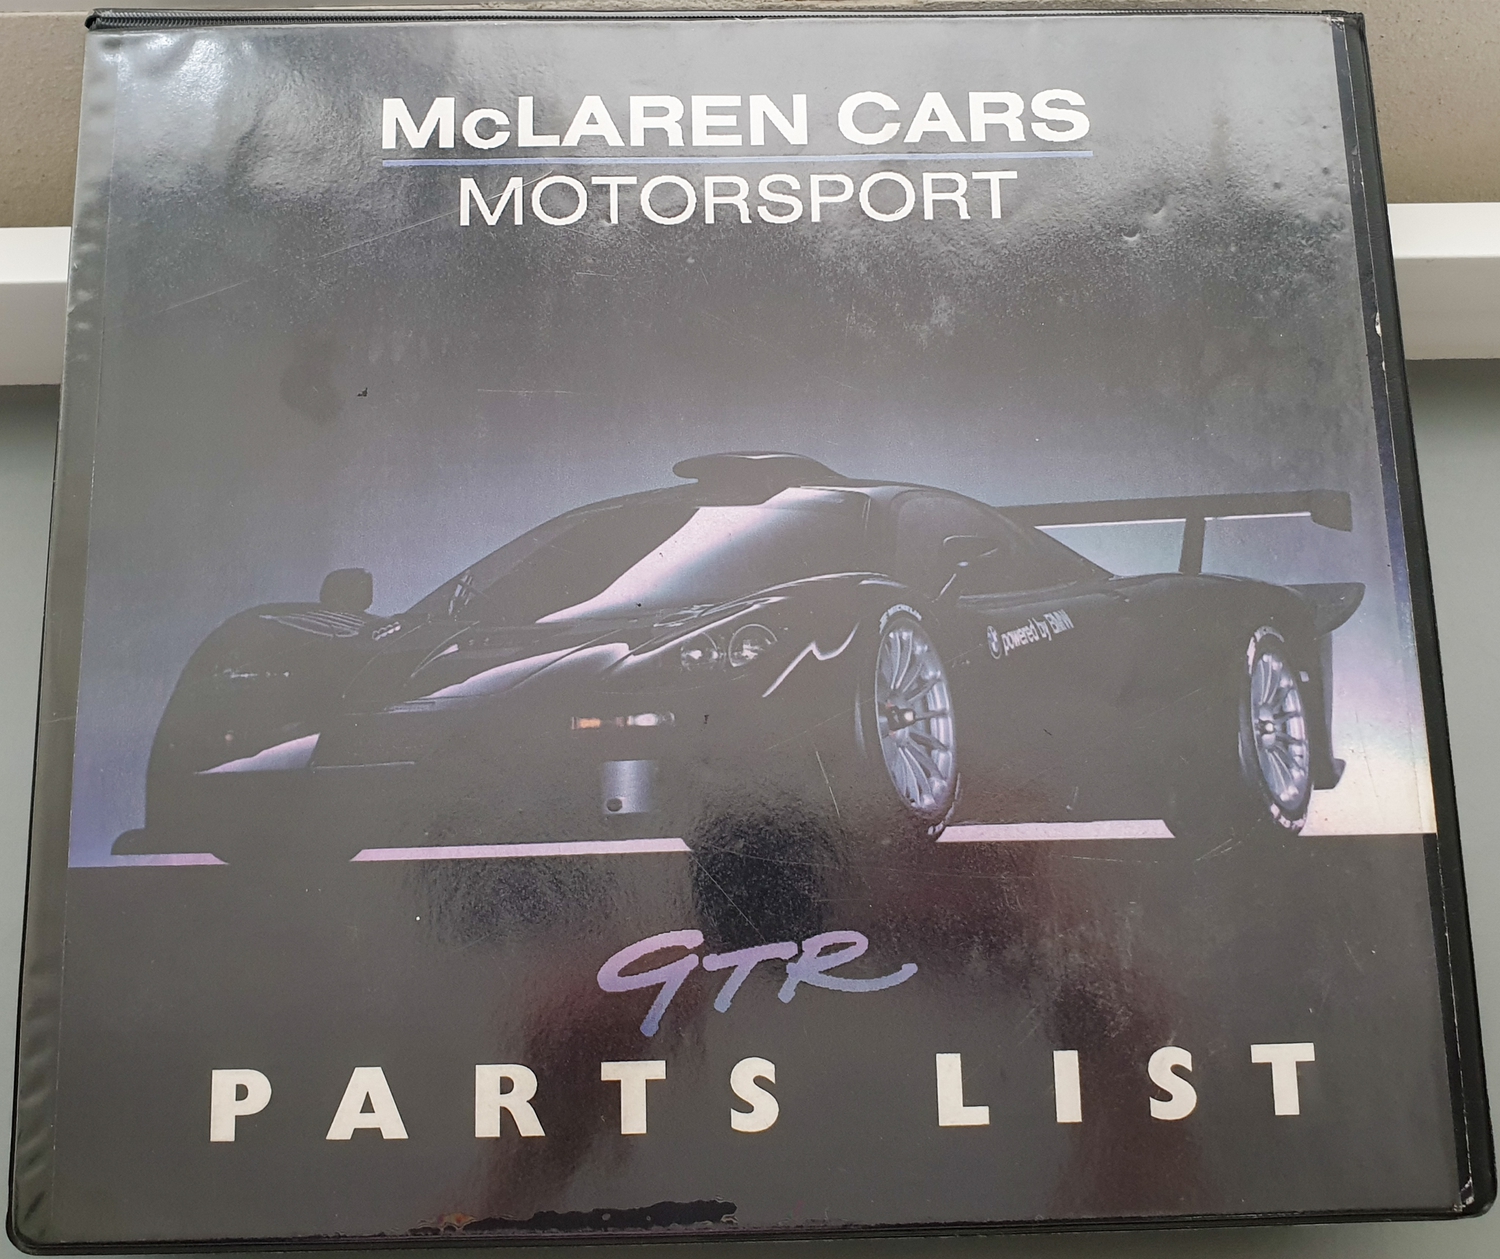 McLAREN CARS
MOTORSPORT
powered by BMW
GTR
PARTS LIST